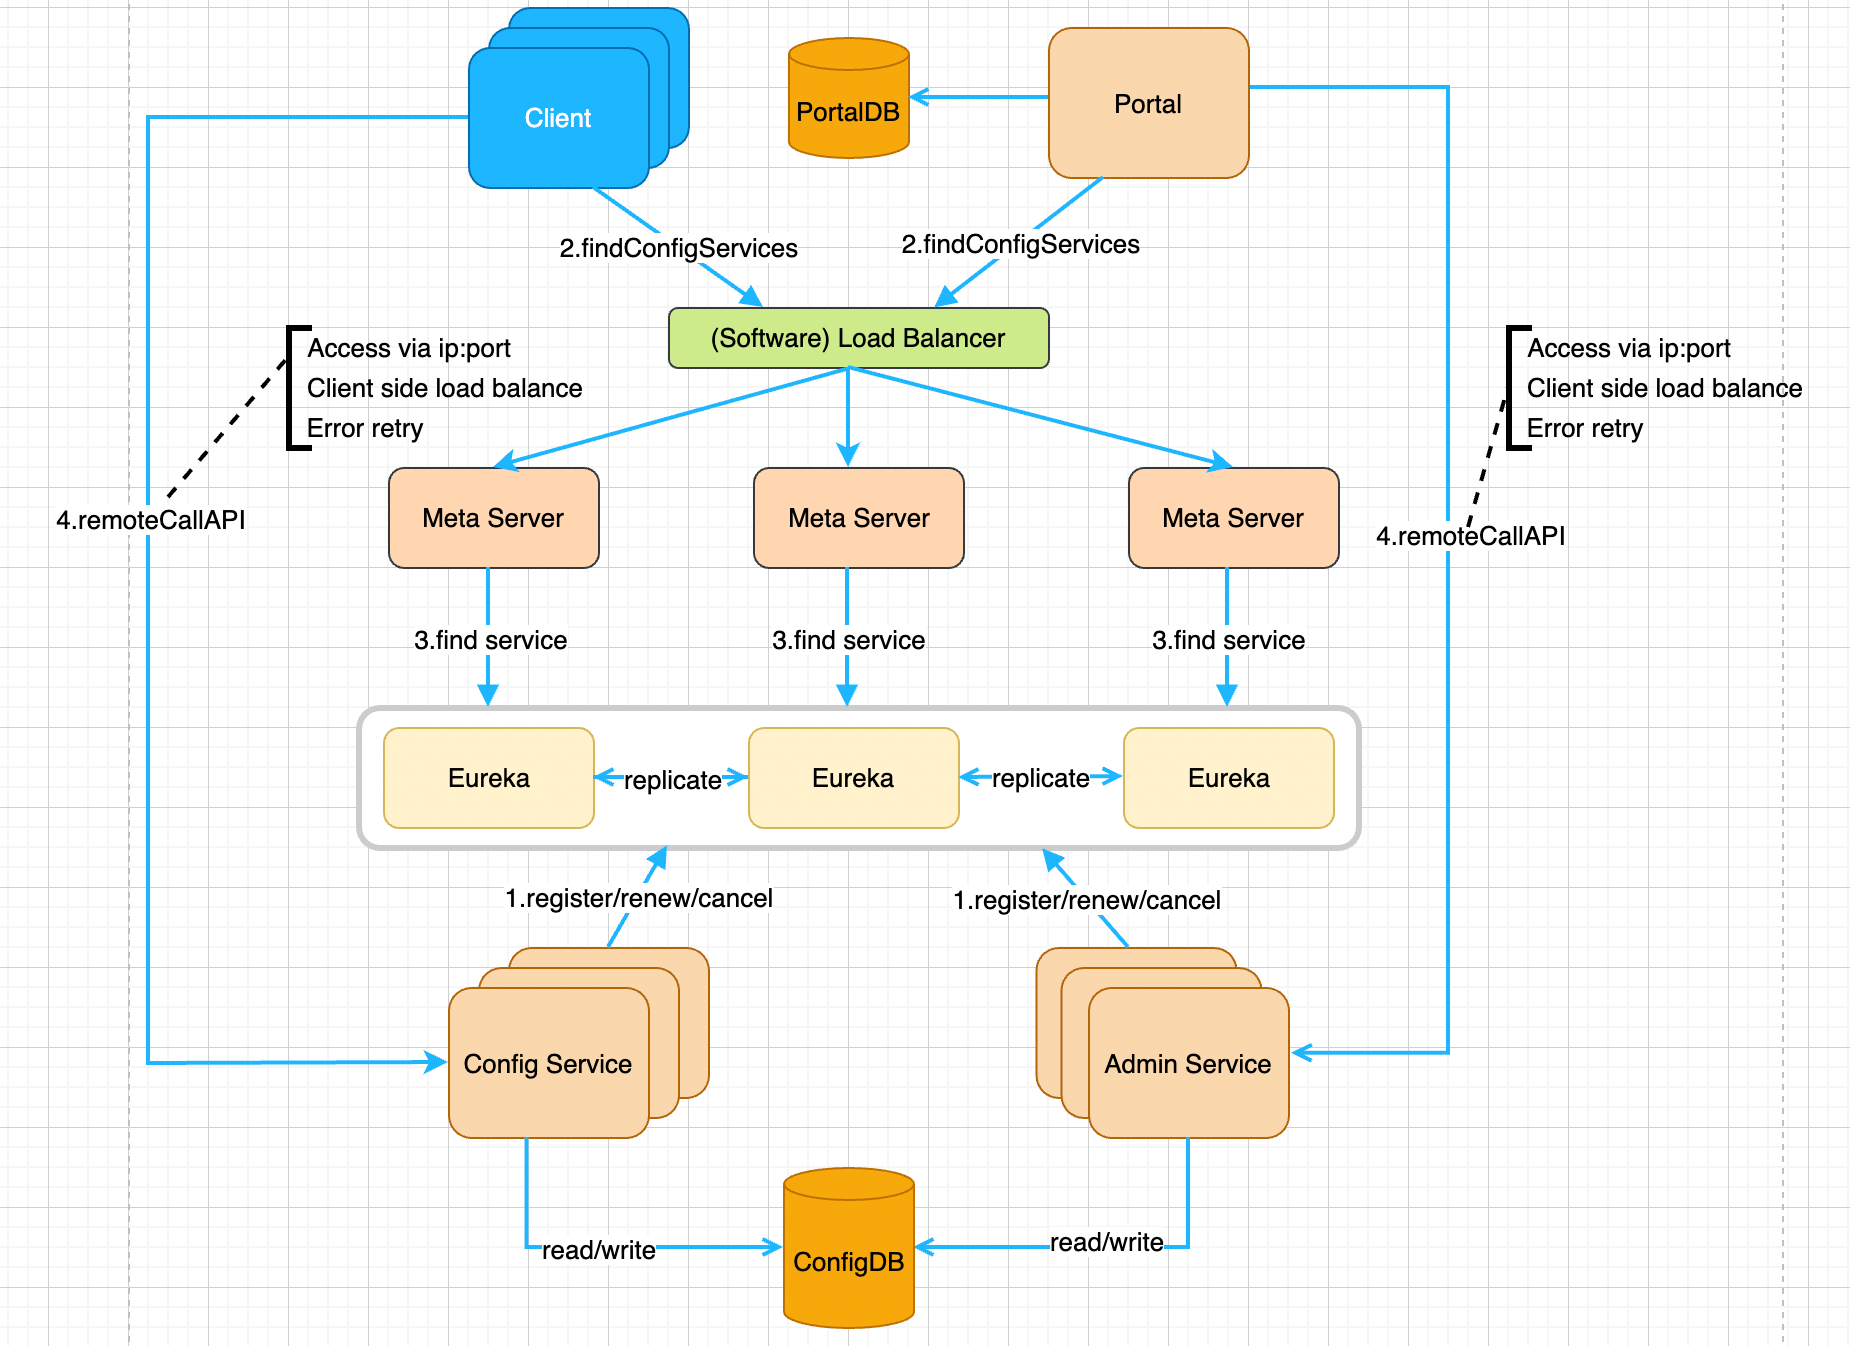 Client
PortalDB
Portal
2.findConfigServices
2.findConfigServices
(Software) Load Balancer
Access via ip:port
Client side load balance
Error retry
Access via ip:port
Client side load balance
Error retry
4.remoteCallAPI
Meta Server
Meta Server
Meta Server
4.remoteCallAPI
3.find service
3.find service
3.find service
Eureka
replicate
Eureka
replicate
Eureka
1.register/renew/cancel
1.register/renew/cancel
Config Service
Admin Service
read/write
ConfigDB
read/write